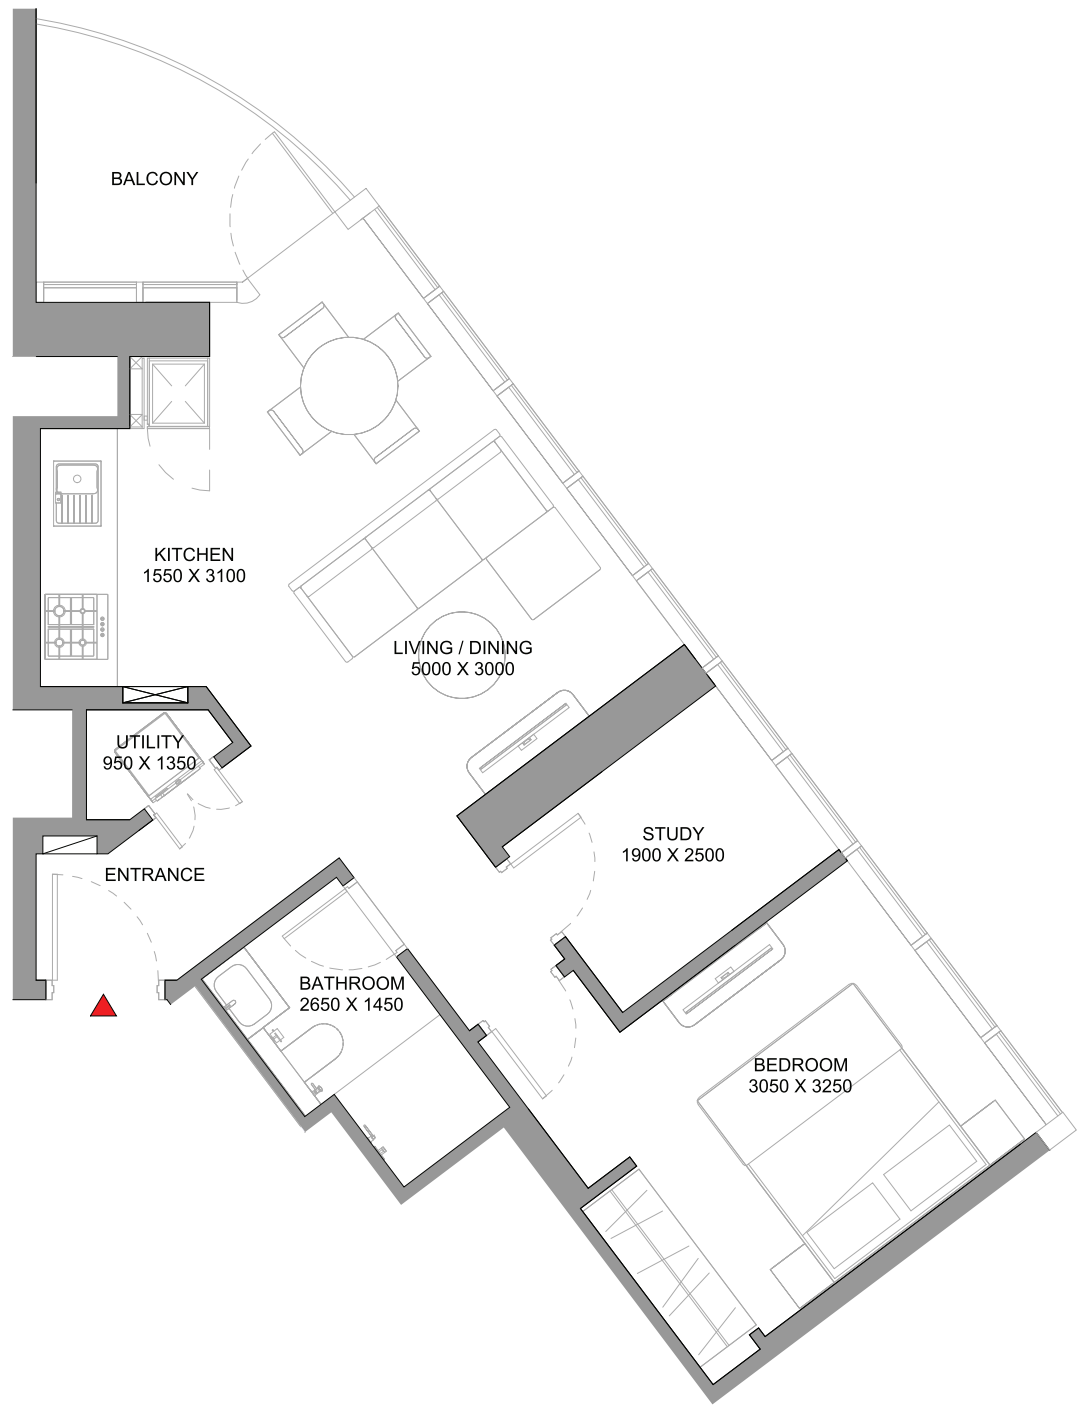 BALCONY
KITCHEN
1550 X 3100
LIVING / DINING
5000 X 3000
UTILITY
950 X 1350
STUDY
1900 X 2500
ENTRANCE
BATHROOM
2650 X 1450
BEDROOM
3050 X 3250